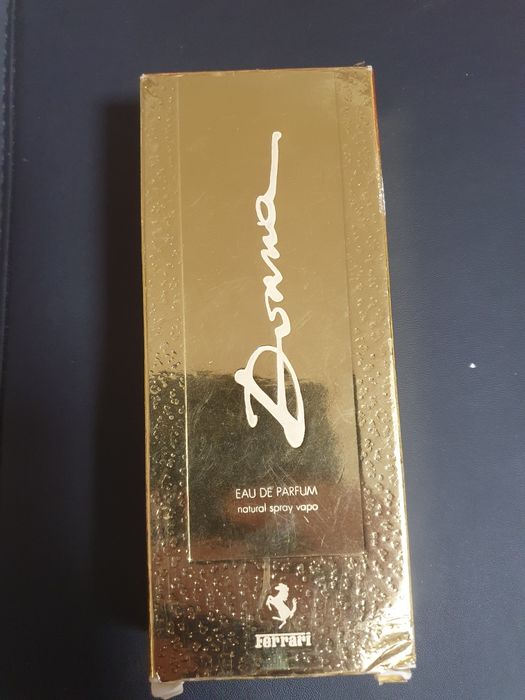 Donna
EAU DE PARFUM
natural spray vapo
Ferrari